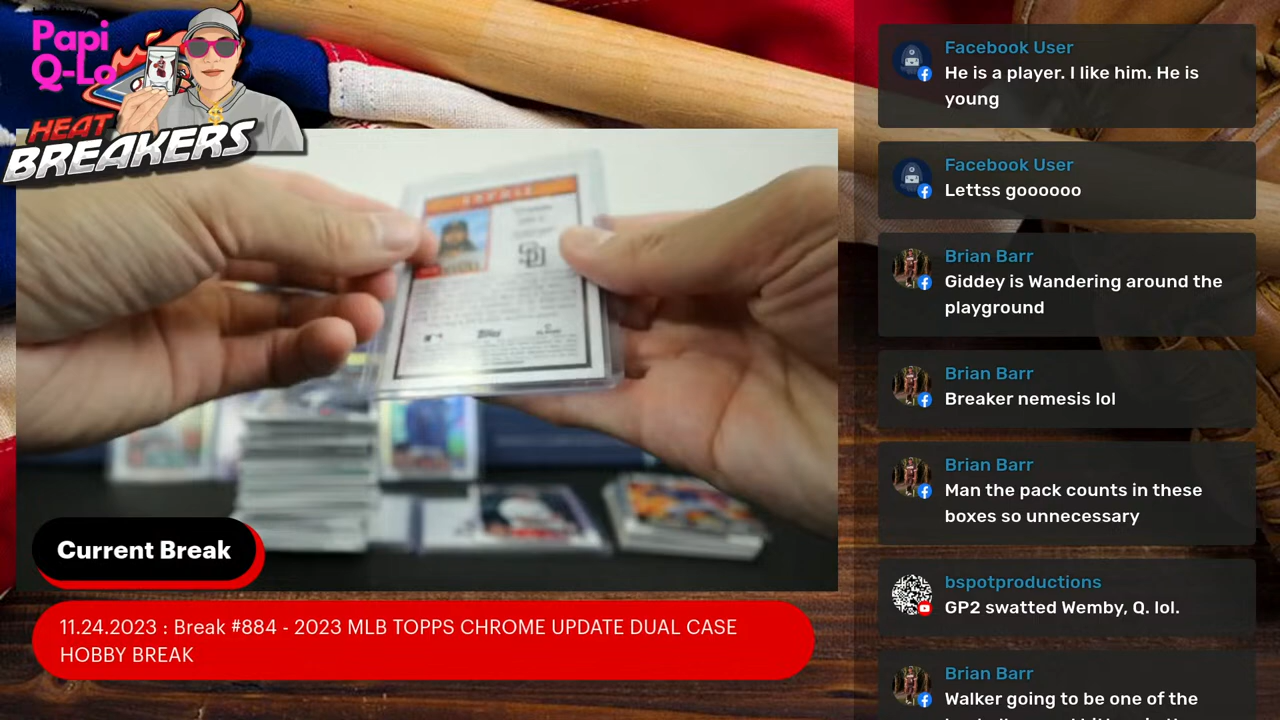 Papi
Q-Lo
HEAT
BREAKERS
SD
Topps
Current Break
11.24.2023 : Break #884 - 2023 MLB TOPPS CHROME UPDATE DUAL CASE
HOBBY BREAK
Facebook User
He is a player. I like him. He is
young
Facebook User
Lettss goooooo
Brian Barr
Giddey is Wandering around the
playground
Brian Barr
Breaker nemesis lol
Brian Barr
Man the pack counts in these
boxes so unnecessary
bspotproductions
GP2 swatted Wemby, Q. lol.
Brian Barr
Walker going to be one of the